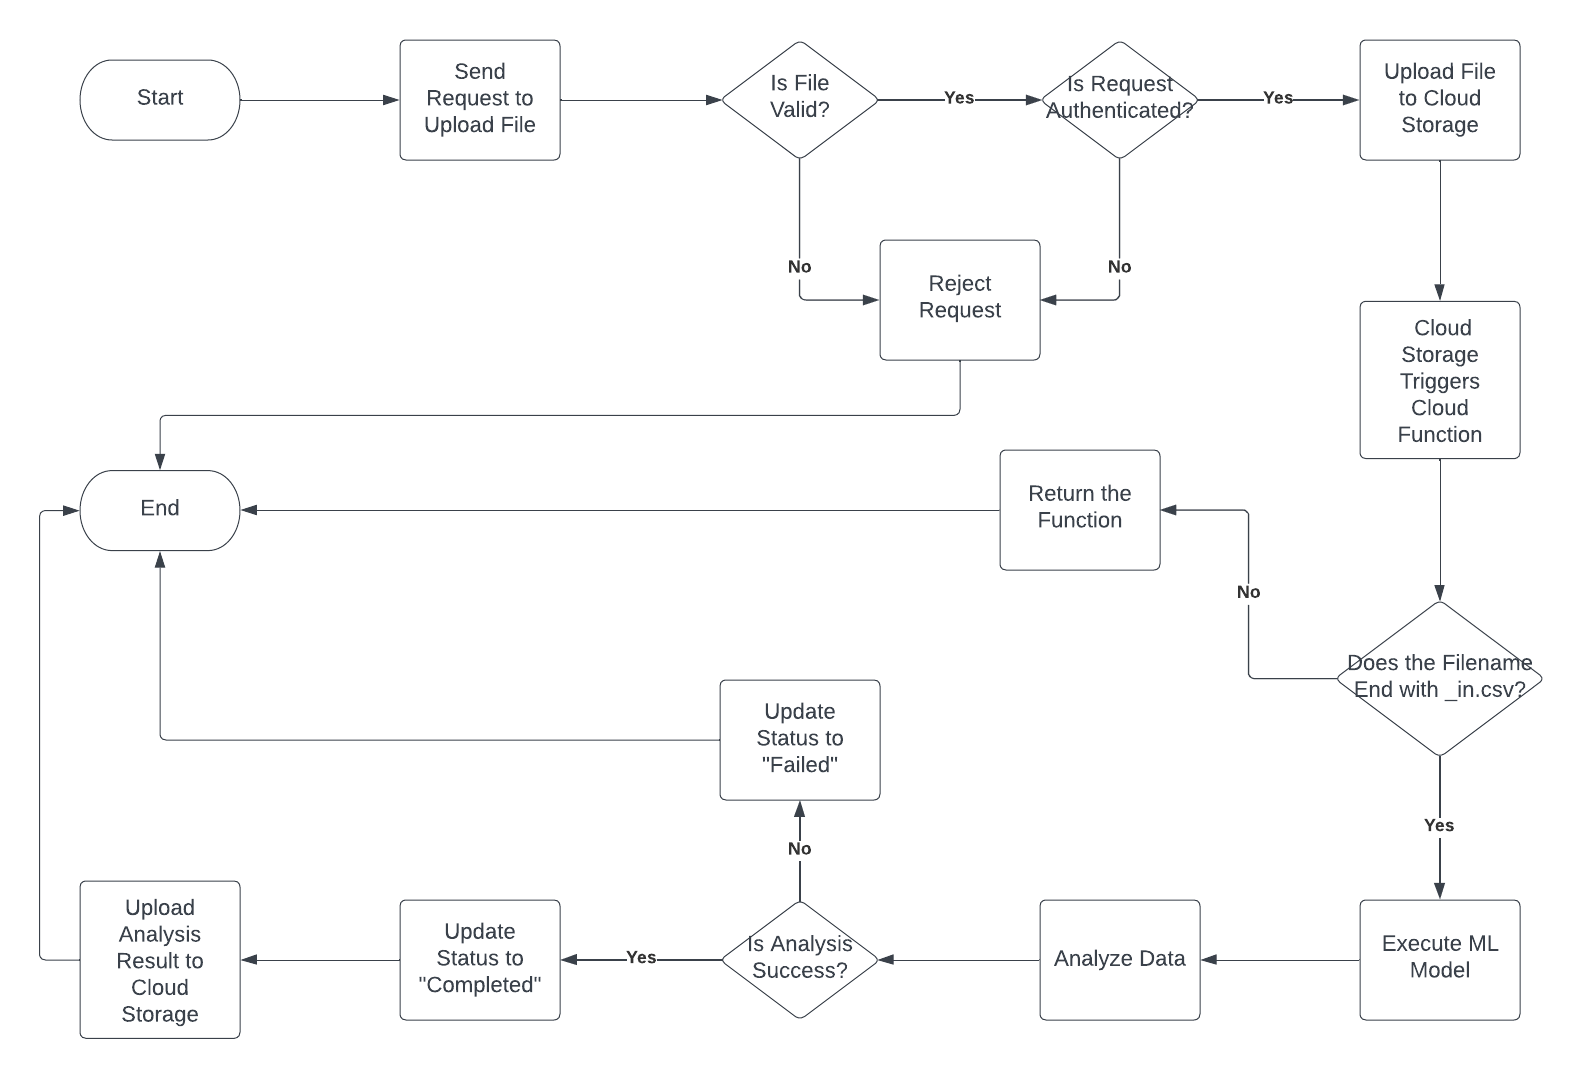 Start
Send
Request to
Upload File
Is File
Valid?
Yes
Is Request
Authenticated?
Yes
Upload File
to Cloud
Storage
No
No
Reject
Request
Cloud
Storage
Triggers
Cloud
Function
End
Return the
Function
No
Does the Filename
End with _in.csv?
Update
Status to
"Failed"
Yes
No
Upload
Analysis
Result to
Cloud
Storage
Update
Status to
"Completed"
Yes
Is Analysis
Success?
Analyze Data
Execute ML
Model